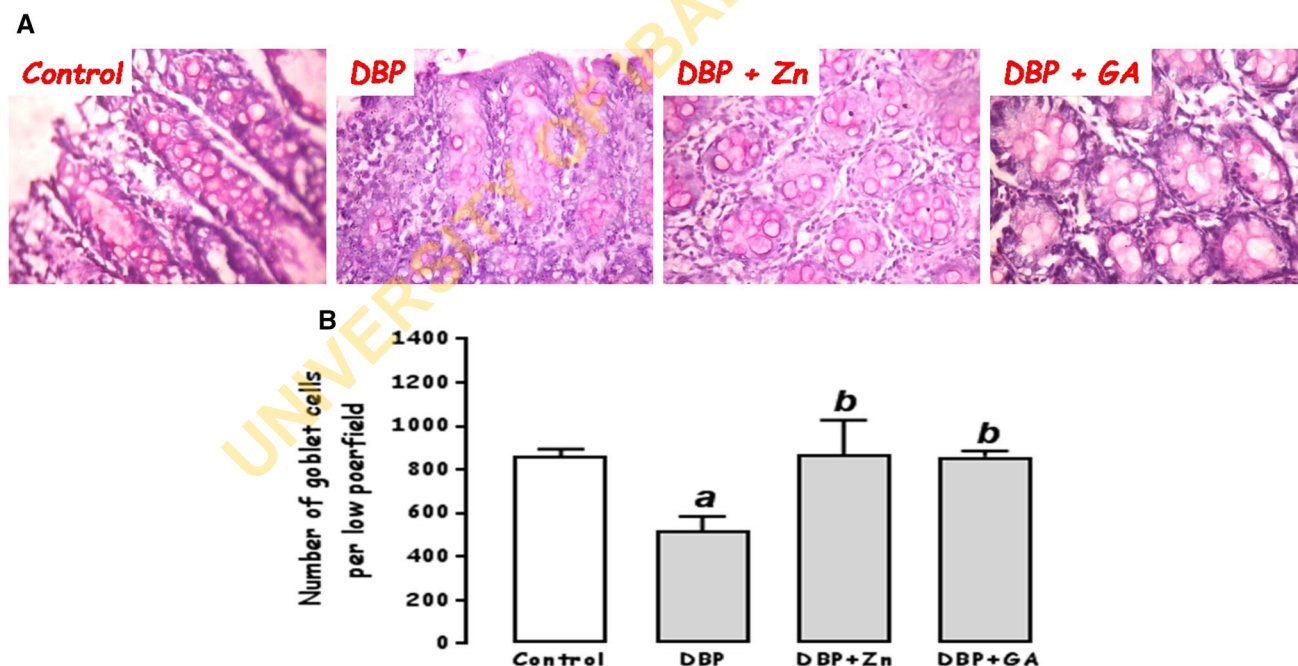 A
Control
DBP
DBP + Zn
DBP + GA
UNIVERSITY OF IBA
B
Number of goblet cells
per low poerfield
1400
1200
1000
800
600
400
200
0
a
b
b
Control
DBP
DBP+Zn
DBP+GA